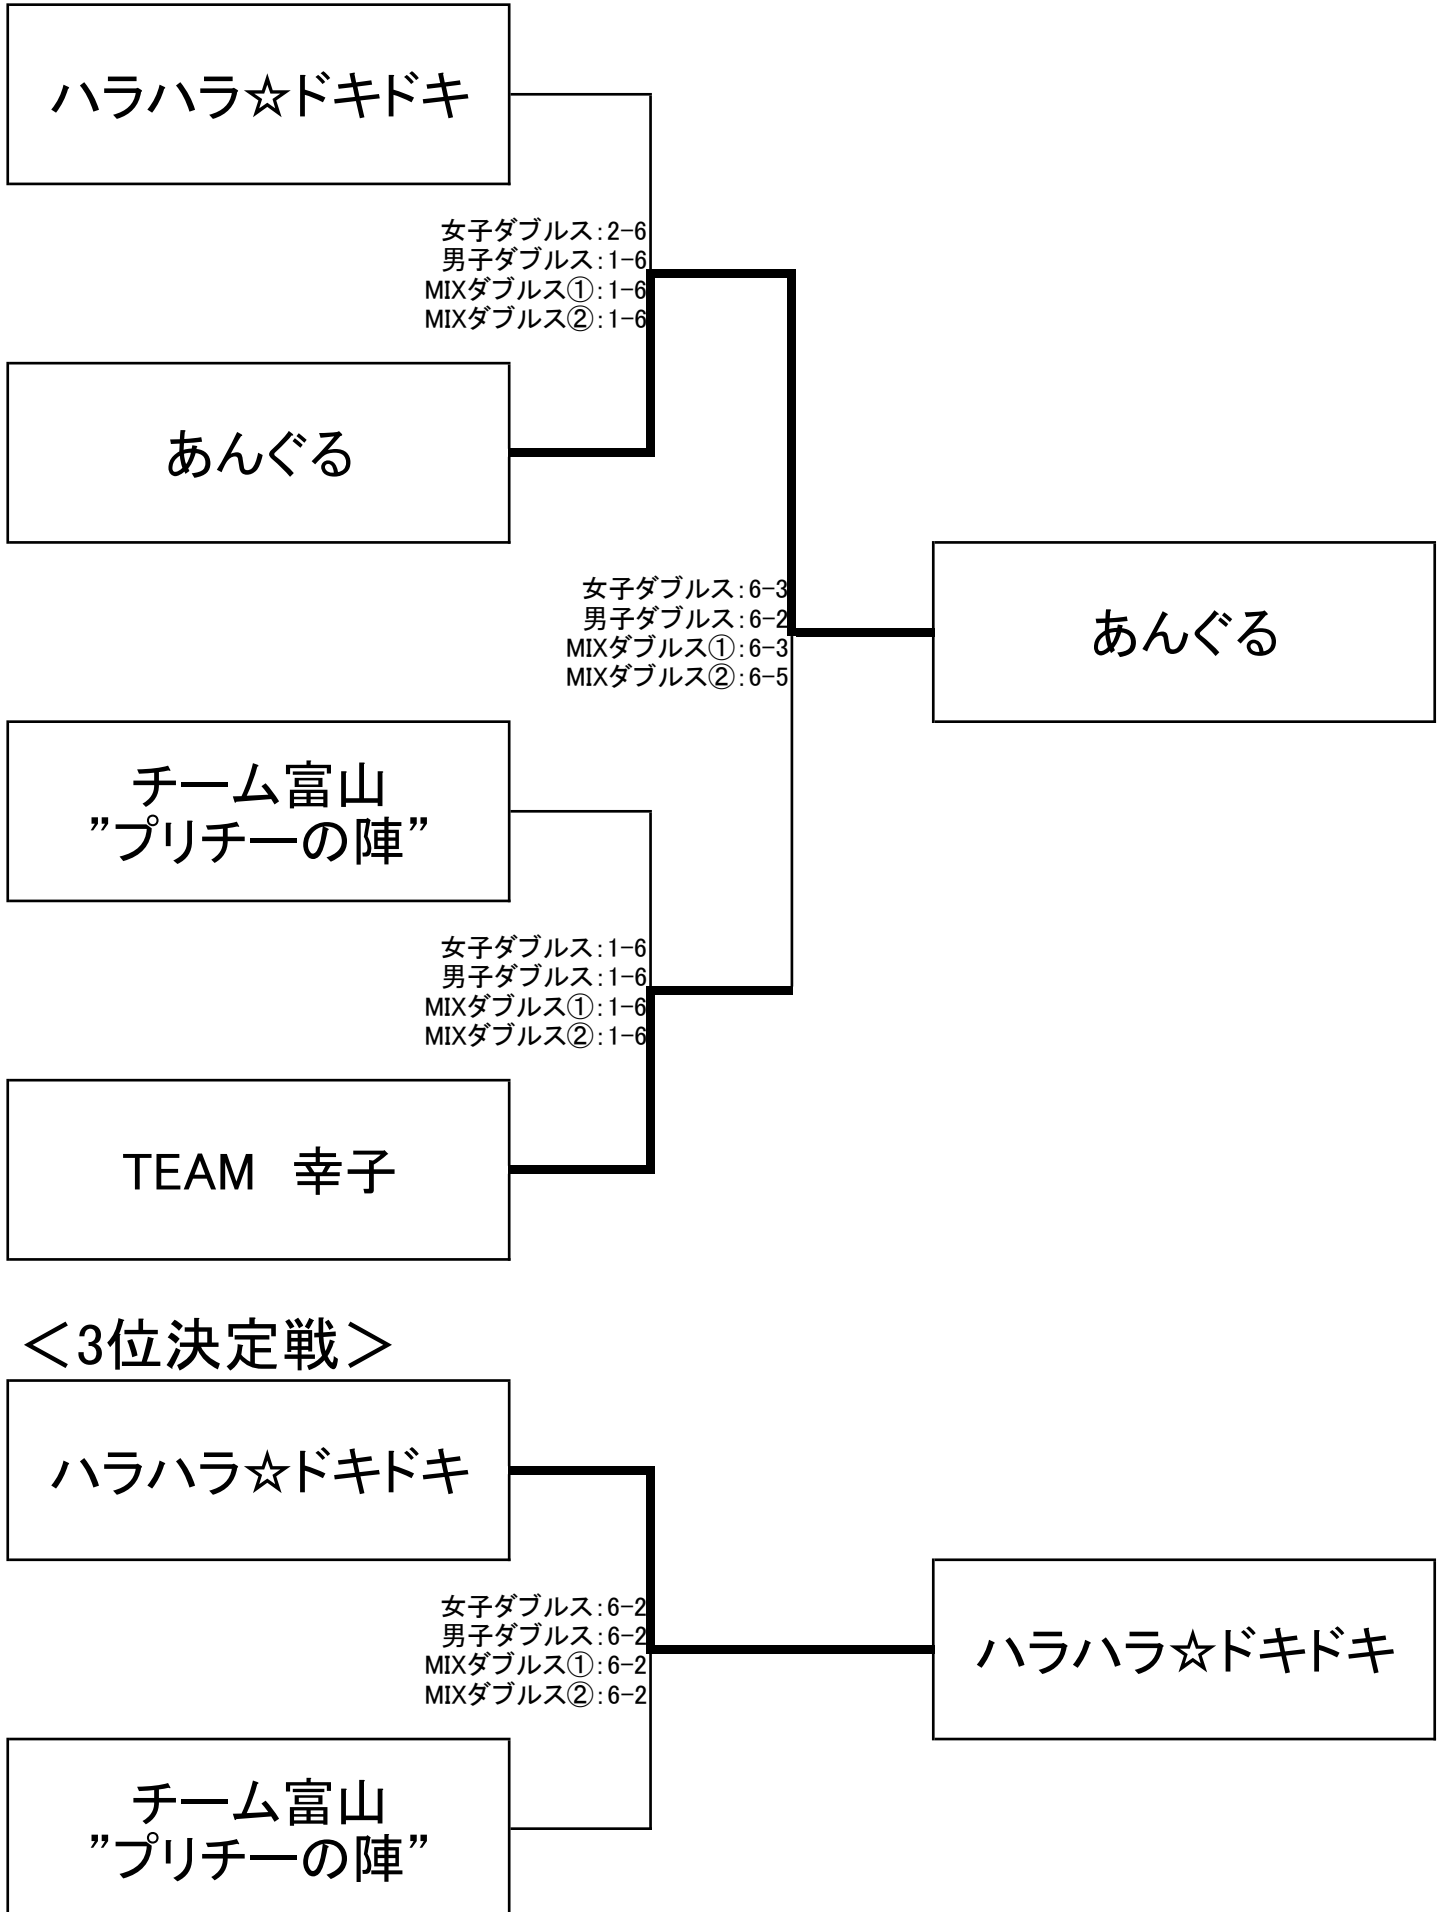 ハラハラ☆ドキドキ
女子ダブルス:2-6
男子ダブルス:1-6
MIXダブルス①:1-6
MIXダブルス②:1-6
あんぐる
女子ダブルス:6-3
男子ダブルス:6-2
MIXダブルス①:6-3
MIXダブルス②:6-5
あんぐる
チーム富山
”プリチーの陣”
女子ダブルス:1-6
男子ダブルス:1-6
MIXダブルス①:1-6
MIXダブルス②:1-6
TEAM　幸子
＜3位決定戦＞
ハラハラ☆ドキドキ
女子ダブルス:6-2
男子ダブルス:6-2
MIXダブルス①:6-2
MIXダブルス②:6-2
ハラハラ☆ドキドキ
チーム富山
”プリチーの陣”